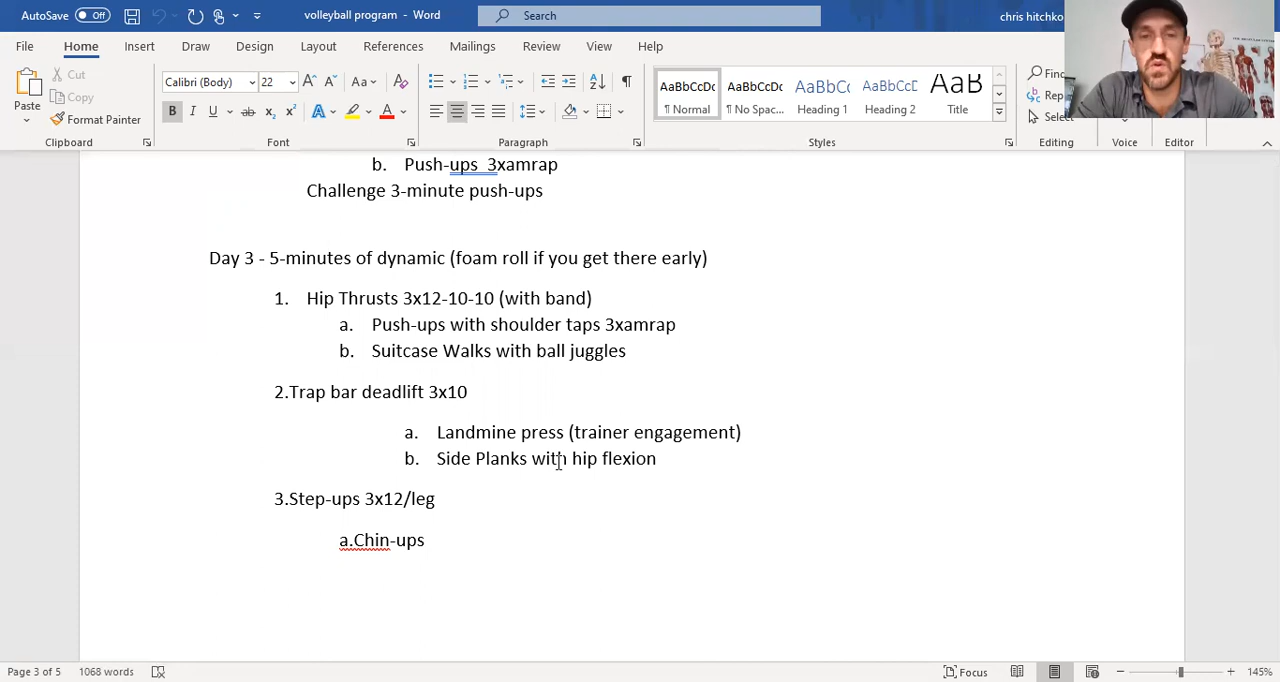 AutoSave Off volleyball program - Word Search chris hitchko
File Home Insert Draw Design Layout References Mailings Review View Help
Paste Cut Copy Format Painter
Calibri (Body) 22 A A Aa
B I U ab x₂ x² A A
AaBbCcDc AaBbCcDc AaBbCc AaBbCcD AaB
¶ Normal ¶ No Spac... Heading 1 Heading 2 Title
Clipboard Font Paragraph Styles Editing Voice Editor
b. Push-ups 3xamrap
Challenge 3-minute push-ups
Day 3 - 5-minutes of dynamic (foam roll if you get there early)
1. Hip Thrusts 3x12-10-10 (with band)
a. Push-ups with shoulder taps 3xamrap
b. Suitcase Walks with ball juggles
2.Trap bar deadlift 3x10
a. Landmine press (trainer engagement)
b. Side Planks with hip flexion
3.Step-ups 3x12/leg
a.Chin-ups
Page 3 of 5 1068 words Focus 145%